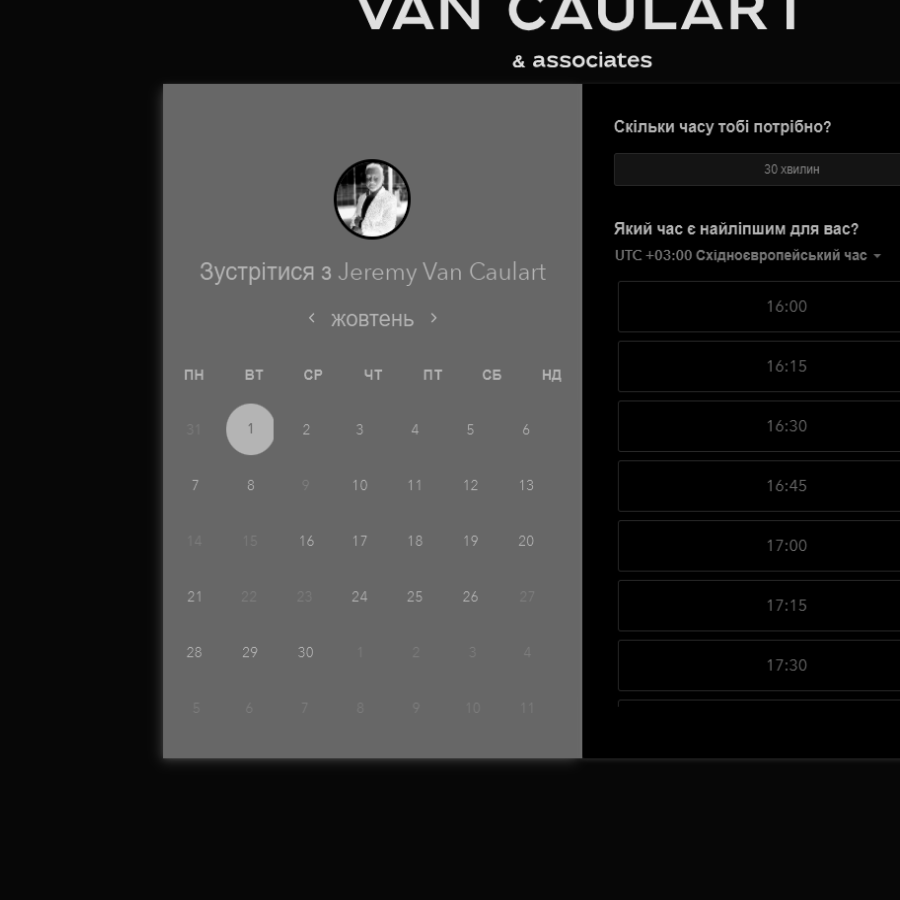 VAN CAULART
& associates
Зустрітися з Jeremy Van Caulart
жовтень
ПН ВТ СР ЧТ ПТ СБ НД
31 1 2 3 4 5 6
7 8 9 10 11 12 13
14 15 16 17 18 19 20
21 22 23 24 25 26 27
28 29 30 1 2 3 4
5 6 7 8 9 10 11
Скільки часу тобі потрібно?
30 хвилин
Який час є найліпшим для вас?
UTC +03:00 Східноєвропейський час
16:00
16:15
16:30
16:45
17:00
17:15
17:30